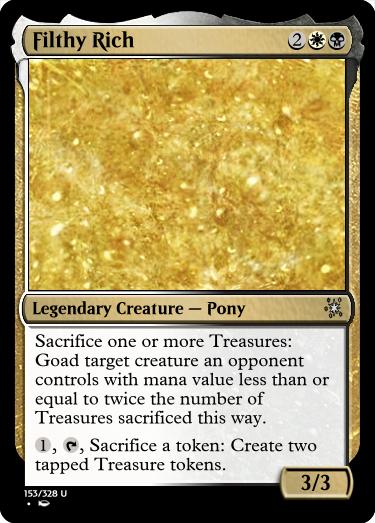 Filthy Rich 2
Legendary Creature — Pony
Sacrifice one or more Treasures:
Goad target creature an opponent
controls with mana value less than or
equal to twice the number of
Treasures sacrificed this way.
1, , Sacrifice a token: Create two
tapped Treasure tokens.
3/3
153/328 U